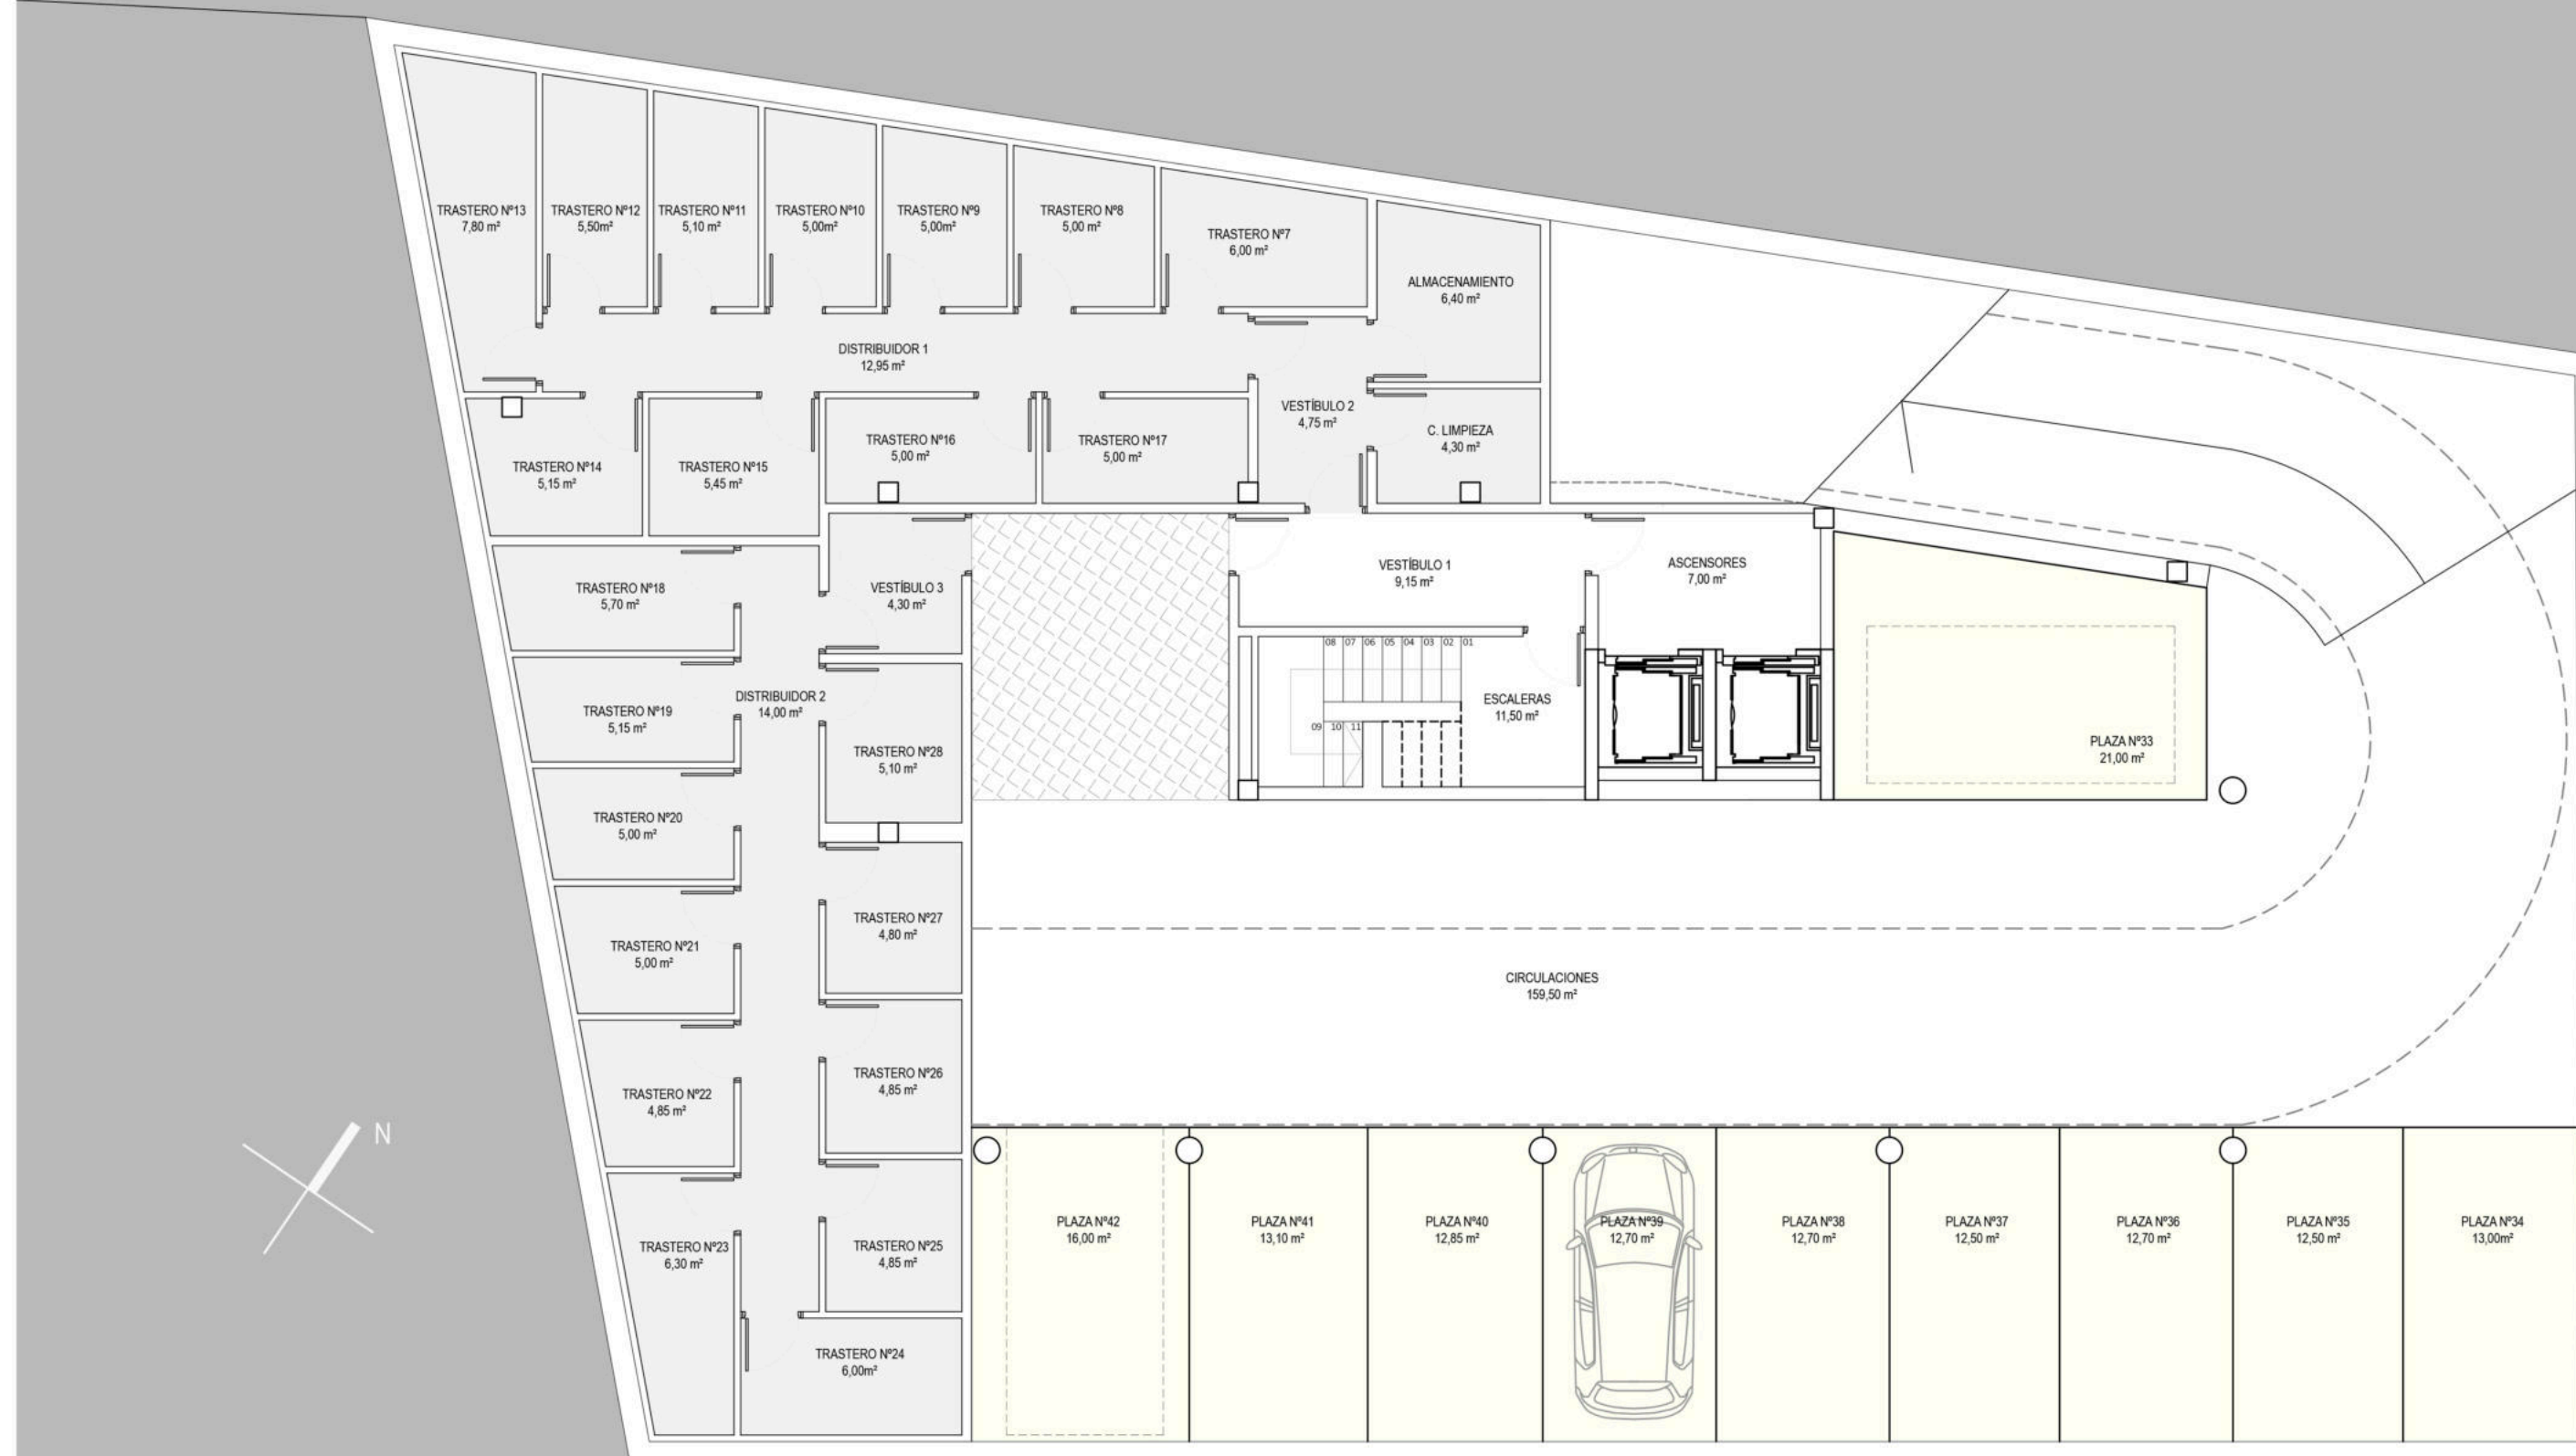 TRASTERO Nº13
7,80 m²
TRASTERO Nº12
5,50m²
TRASTERO Nº11
5,10 m²
TRASTERO Nº10
5,00m²
TRASTERO Nº9
5,00m²
TRASTERO Nº8
5,00 m²
TRASTERO Nº7
6,00 m²
ALMACENAMIENTO
6,40 m²
DISTRIBUIDOR 1
12,95 m²
VESTÍBULO 2
4,75 m²
C. LIMPIEZA
4,30 m²
TRASTERO Nº14
5,15 m²
TRASTERO Nº15
5,45 m²
TRASTERO Nº16
5,00 m²
TRASTERO Nº17
5,00 m²
TRASTERO Nº18
5,70 m²
VESTÍBULO 3
4,30 m²
VESTÍBULO 1
9,15 m²
ASCENSORES
7,00 m²
08 07 06 05 04 03 02 01
ESCALERAS
11,50 m²
09 10 11
TRASTERO Nº19
5,15 m²
DISTRIBUIDOR 2
14,00 m²
TRASTERO Nº28
5,10 m²
PLAZA Nº33
21,00 m²
TRASTERO Nº20
5,00 m²
TRASTERO Nº21
5,00 m²
TRASTERO Nº27
4,80 m²
CIRCULACIONES
159,50 m²
TRASTERO Nº22
4,85 m²
TRASTERO Nº26
4,85 m²
N
TRASTERO Nº23
6,30 m²
TRASTERO Nº25
4,85 m²
TRASTERO Nº24
6,00m²
PLAZA Nº42
16,00 m²
PLAZA Nº41
13,10 m²
PLAZA Nº40
12,85 m²
PLAZA Nº39
12,70 m²
PLAZA Nº38
12,70 m²
PLAZA Nº37
12,50 m²
PLAZA Nº36
12,70 m²
PLAZA Nº35
12,50 m²
PLAZA Nº34
13,00m²